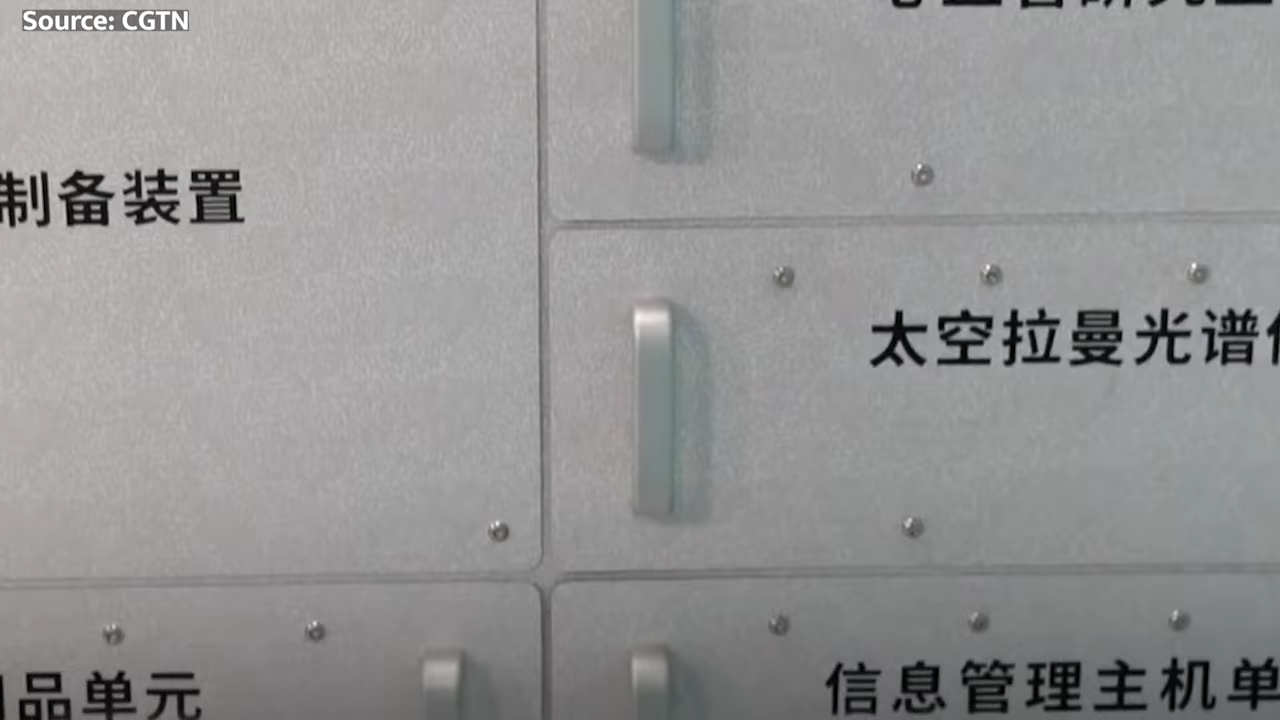 Source: CGTN
制备装置
太空拉曼光谱
品单元
信息管理主机单